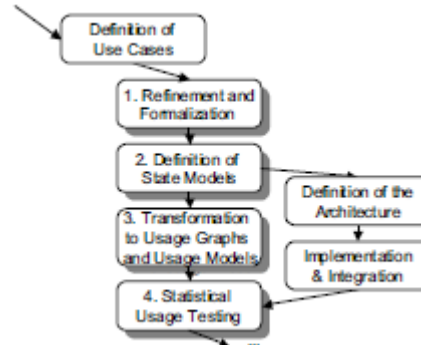 Definition of
Use Cases
1. Refinement and
Formalization
2. Definition of
State Models
Definition of the
Architecture
3. Transformation
to Usage Graphs
and Usage Models
Implementation
& Integration
4. Statistical
Usage Testing
...